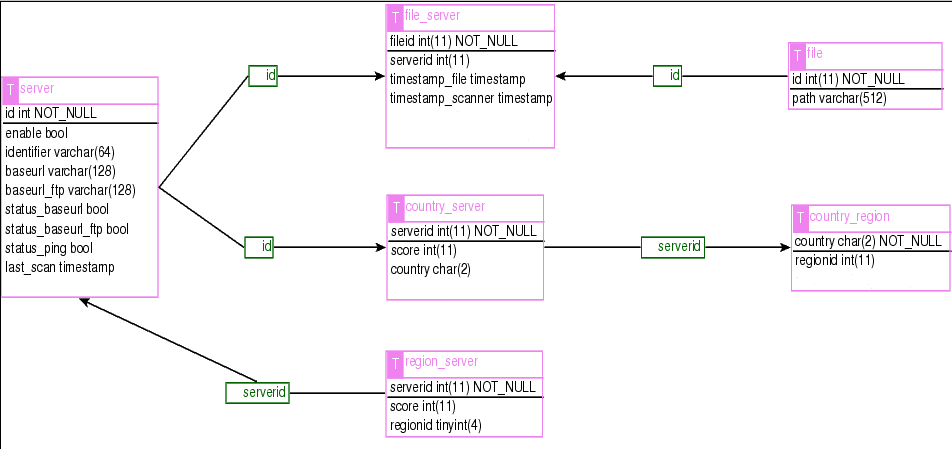 T server
id int NOT_NULL
enable bool
identifier varchar(64)
baseurl varchar(128)
baseurl_ftp varchar(128)
status_baseurl bool
status_baseurl_ftp bool
status_ping bool
last_scan timestamp
id
id
serverid
T file_server
fileid int(11) NOT_NULL
serverid int(11)
timestamp_file timestamp
timestamp_scanner timestamp
T country_server
serverid int(11) NOT_NULL
score int(11)
country char(2)
T region_server
serverid int(11) NOT_NULL
score int(11)
regionid tinyint(4)
id
serverid
T file
id int(11) NOT_NULL
path varchar(512)
T country_region
country char(2) NOT_NULL
regionid int(11)